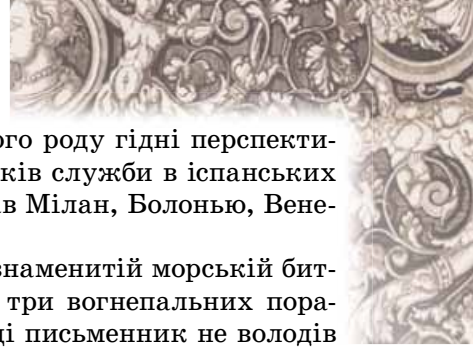 ого роду гідні перспекти-
ків служби в іспанських
ів Мілан, Болонью, Вене-
знаменитій морській бит-
три вогнепальних пора-
ді письменник не володів